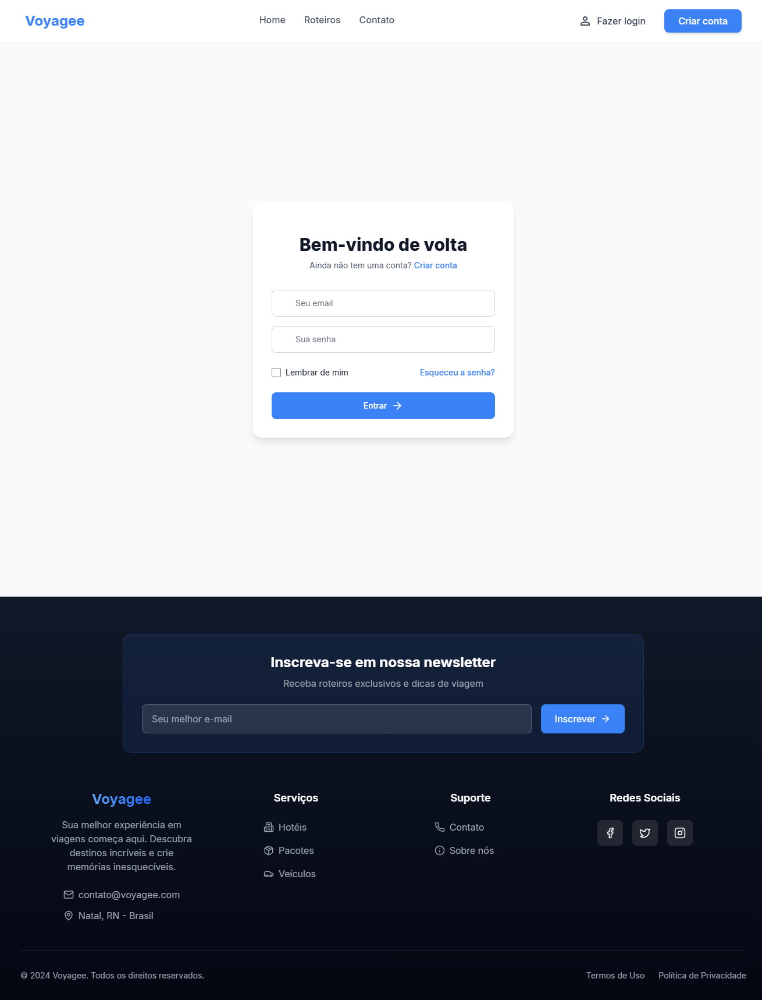 Voyagee
Home
Roteiros
Contato
Fazer login
Criar conta
Bem-vindo de volta
Ainda não tem uma conta? Criar conta
Seu email
Sua senha
Lembrar de mim
Esqueceu a senha?
Entrar
Inscreva-se em nossa newsletter
Receba roteiros exclusivos e dicas de viagem
Seu melhor e-mail
Inscrever
Voyagee
Sua melhor experiência em
viagens começa aqui. Descubra
destinos incríveis e crie
memórias inesquecíveis.
contato@voyagee.com
Natal, RN - Brasil
Serviços
Hotéis
Pacotes
Veículos
Suporte
Contato
Sobre nós
Redes Sociais
© 2024 Voyagee. Todos os direitos reservados.
Termos de Uso
Política de Privacidade